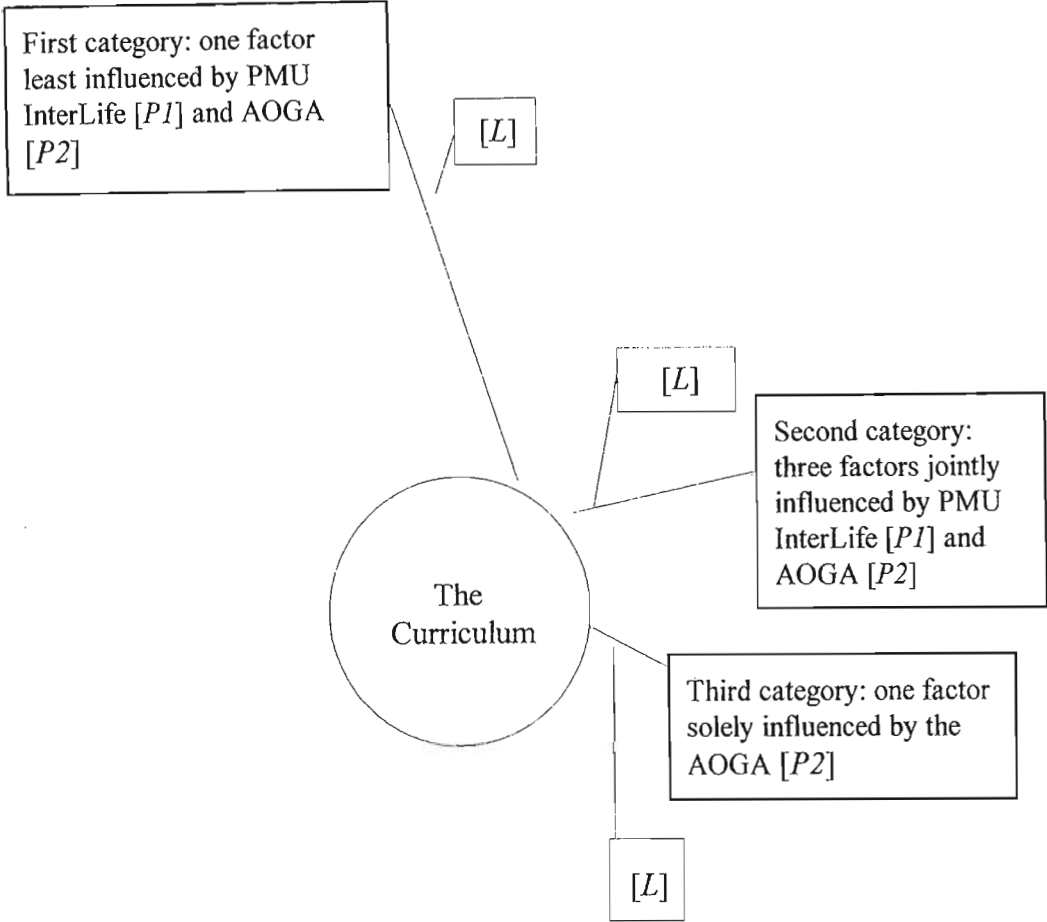 First category: one factor
least influenced by PMU
InterLife [P1] and AOGA
[P2]
[L]
[L]
Second category:
three factors jointly
influenced by PMU
InterLife [P1] and
AOGA [P2]
The
Curriculum
Third category: one factor
solely influenced by the
AOGA [P2]
[L]